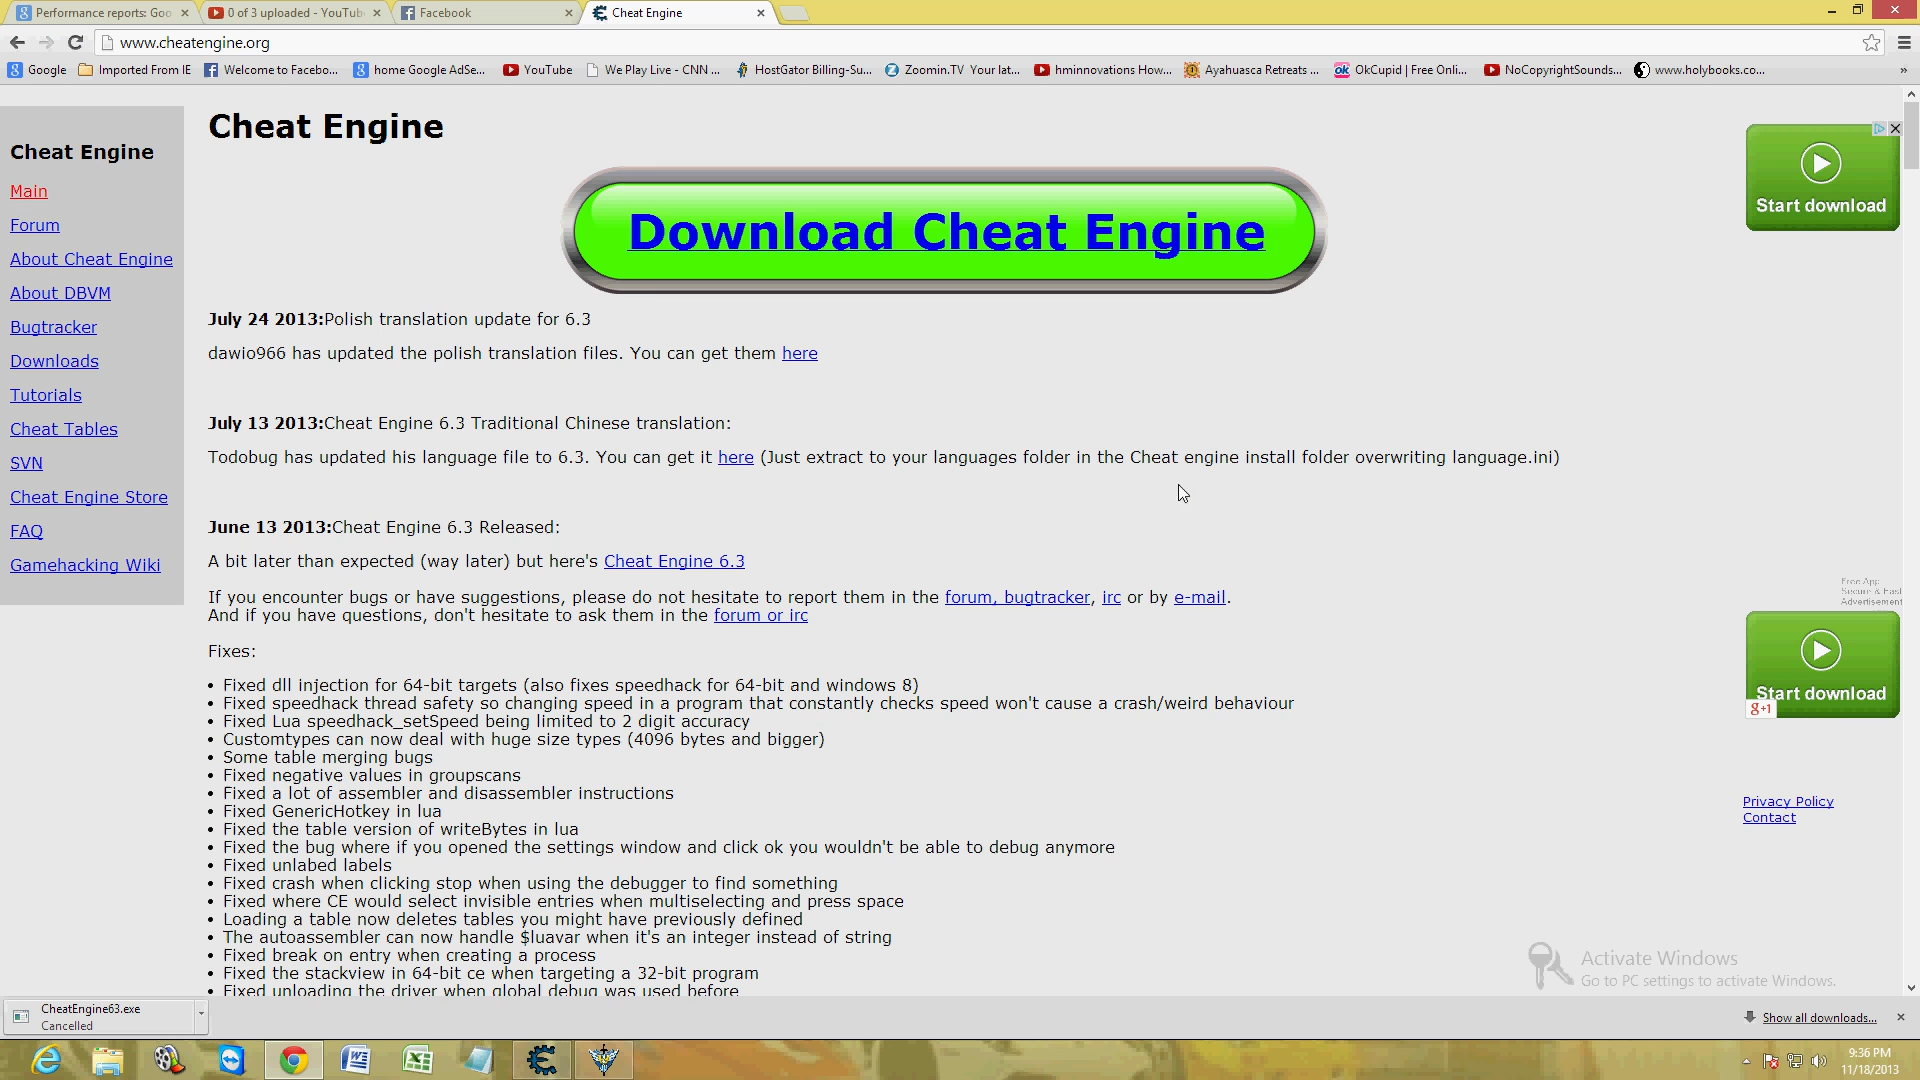 Performance reports: Goo
0 of 3 uploaded - YouTub
Facebook
Cheat Engine
www.cheatengine.org
Google
Imported From IE
Welcome to Facebo...
home Google AdSe...
YouTube
We Play Live - CNN ...
HostGator Billing-Su...
Zoomin.TV Your lat...
hminnovations How...
Ayahuasca Retreats ...
OkCupid | Free Onli...
NoCopyrightSounds...
www.holybooks.co...
»
Cheat Engine
Main
Forum
About Cheat Engine
About DBVM
Bugtracker
Downloads
Tutorials
Cheat Tables
SVN
Cheat Engine Store
FAQ
Gamehacking Wiki
Cheat Engine
Download Cheat Engine
July 24 2013:Polish translation update for 6.3
dawio966 has updated the polish translation files. You can get them here
July 13 2013:Cheat Engine 6.3 Traditional Chinese translation:
Todobug has updated his language file to 6.3. You can get it here (Just extract to your languages folder in the Cheat engine install folder overwriting language.ini)
June 13 2013:Cheat Engine 6.3 Released:
A bit later than expected (way later) but here's Cheat Engine 6.3
If you encounter bugs or have suggestions, please do not hesitate to report them in the forum, bugtracker, irc or by e-mail.
And if you have questions, don't hesitate to ask them in the forum or irc
Fixes:
• Fixed dll injection for 64-bit targets (also fixes speedhack for 64-bit and windows 8)
• Fixed speedhack thread safety so changing speed in a program that constantly checks speed won't cause a crash/weird behaviour
• Fixed Lua speedhack_setSpeed being limited to 2 digit accuracy
• Customtypes can now deal with huge size types (4096 bytes and bigger)
• Some table merging bugs
• Fixed negative values in groupscans
• Fixed a lot of assembler and disassembler instructions
• Fixed GenericHotkey in lua
• Fixed the table version of writeBytes in lua
• Fixed the bug where if you opened the settings window and click ok you wouldn't be able to debug anymore
• Fixed unlabed labels
• Fixed crash when clicking stop when using the debugger to find something
• Fixed where CE would select invisible entries when multiselecting and press space
• Loading a table now deletes tables you might have previously defined
• The autoassembler can now handle $luavar when it's an integer instead of string
• Fixed break on entry when creating a process
• Fixed the stackview in 64-bit ce when targeting a 32-bit program
• Fixed unloading the driver when global debug was used before
Start download
Free App
Secure & Fast
Advertisement
Start download
g+1
Privacy Policy
Contact
Activate Windows
Go to PC settings to activate Windows.
CheatEngine63.exe
Cancelled
Show all downloads...
9:36 PM
11/18/2013